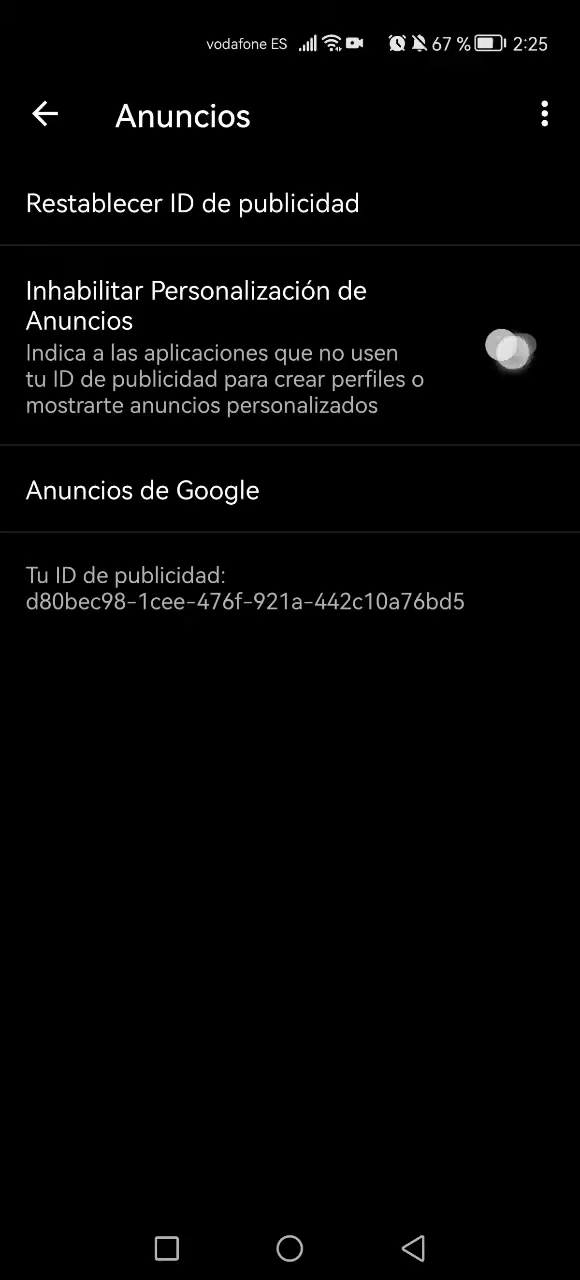 vodafone ES 67 % 2:25
Anuncios
Restablecer ID de publicidad
Inhabilitar Personalización de
Anuncios
Indica a las aplicaciones que no usen
tu ID de publicidad para crear perfiles o
mostrarte anuncios personalizados
Anuncios de Google
Tu ID de publicidad:
d80bec98-1cee-476f-921a-442c10a76bd5